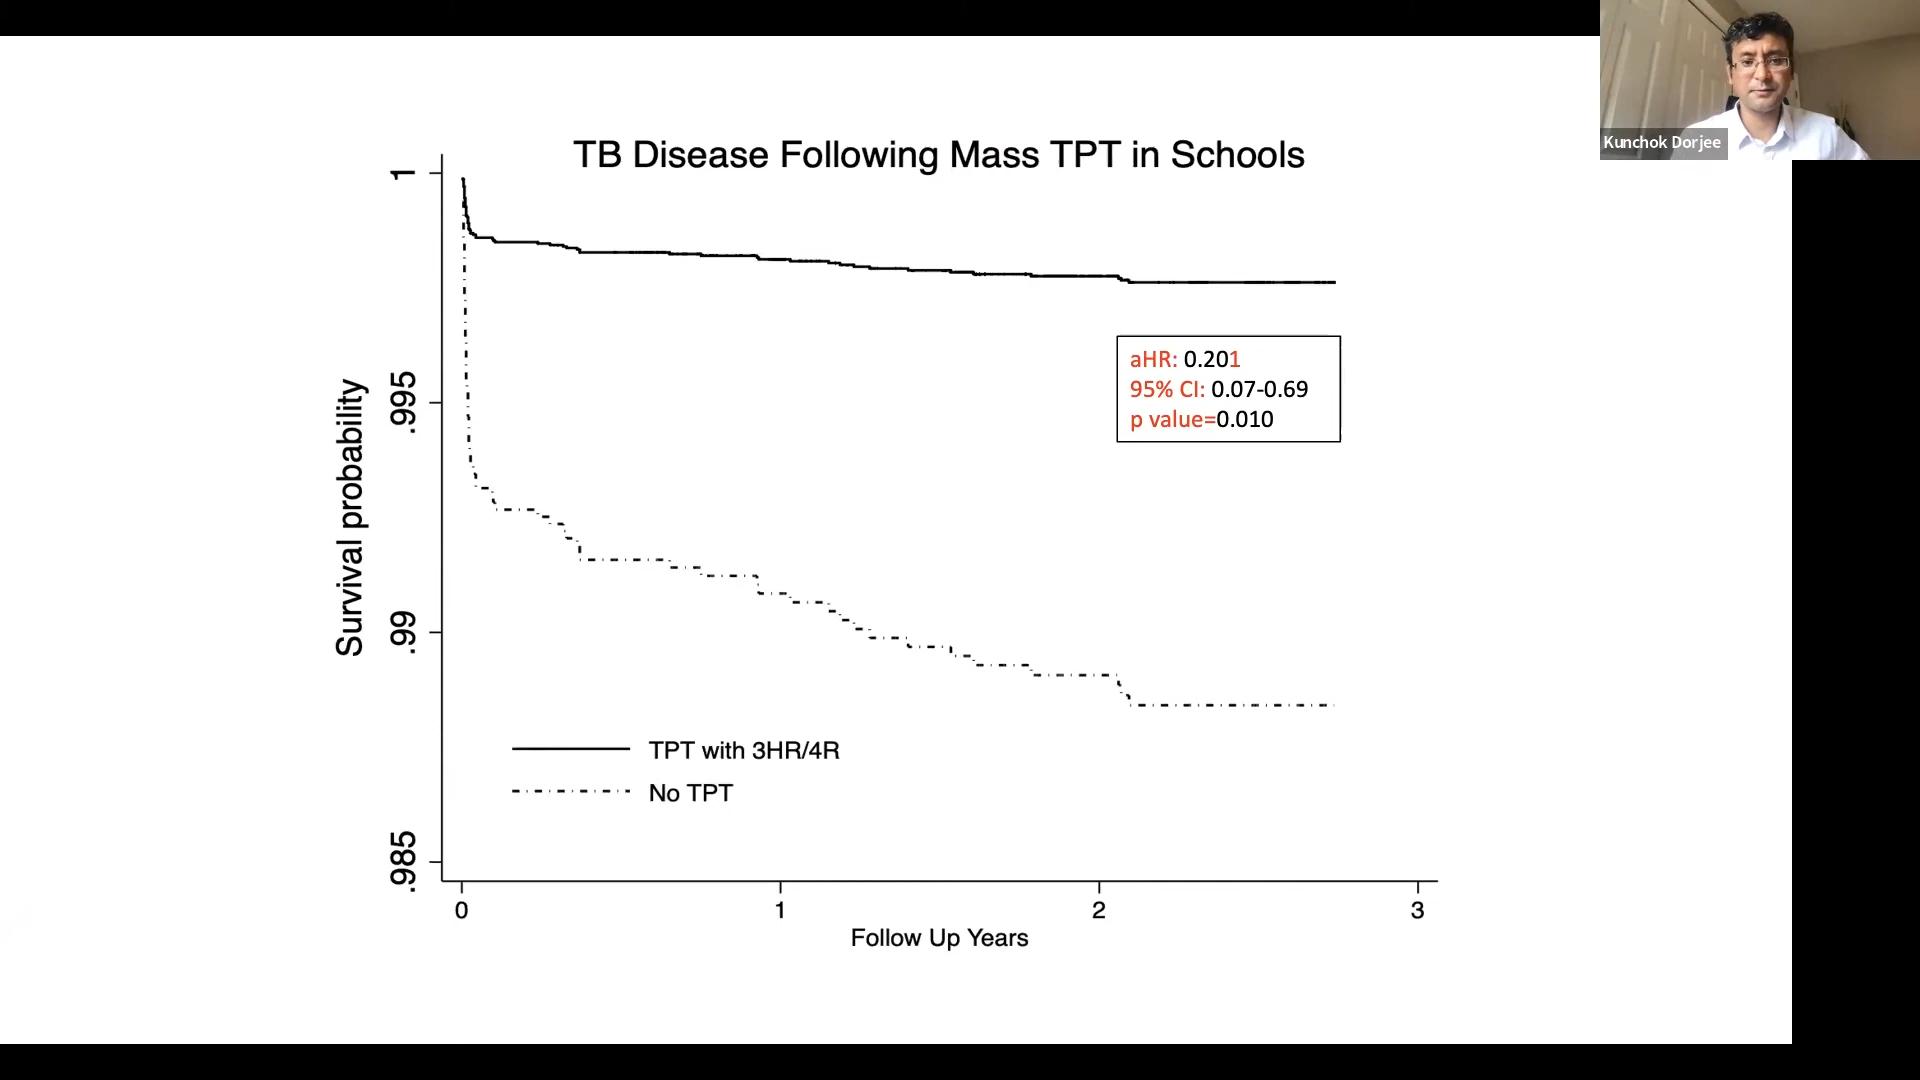 Kunchok Dorjee
TB Disease Following Mass TPT in Schools
1
.995
.99
.985
Survival probability
aHR: 0.201
95% CI: 0.07-0.69
p value=0.010
TPT with 3HR/4R
No TPT
0 1 2 3
Follow Up Years